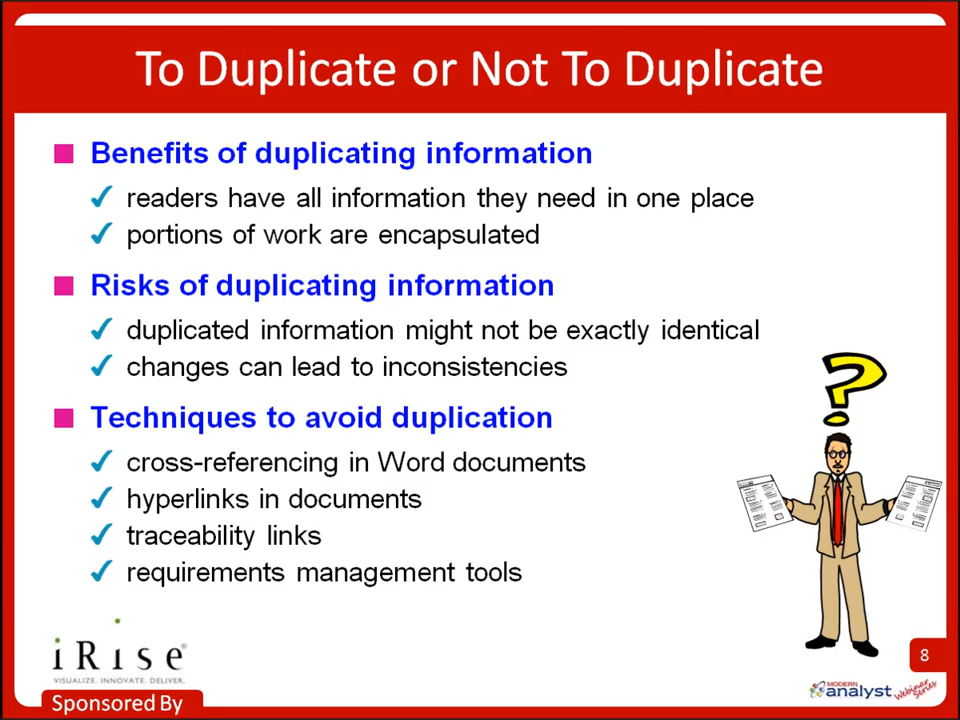 To Duplicate or Not To Duplicate
Benefits of duplicating information
readers have all information they need in one place
portions of work are encapsulated
Risks of duplicating information
duplicated information might not be exactly identical
changes can lead to inconsistencies
Techniques to avoid duplication
cross-referencing in Word documents
hyperlinks in documents
traceability links
requirements management tools
?
iRise®
VISUALIZE. INNOVATE. DELIVER.
Sponsored By
8
MODERN
analyst
Webinar
Series